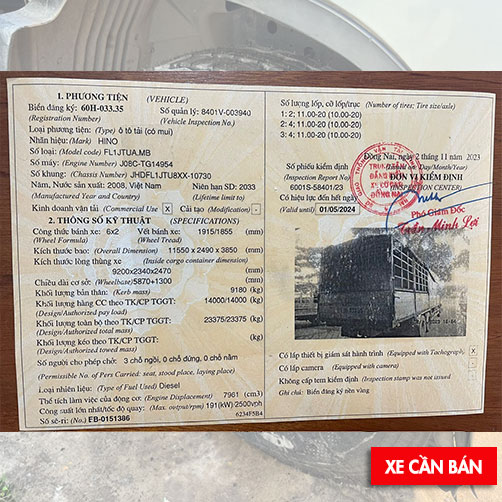 1. PHƯƠNG TIỆN (VEHICLE)
Biển đăng ký: 60H-033.35 Số quản lý: 8401V-003940
(Registration Number) (Vehicle Inspection No.)
Loại phương tiện: (Type) ô tô tải (có mui)
Nhãn hiệu: (Mark) HINO
Số loại: (Model code) FL1JTUA.MB
Số máy: (Engine Number) J08C-TG14954
Số khung: (Chassis Number) JHDFL1JTU8XX-10730
Năm, Nước sản xuất: 2008, Việt Nam Niên hạn SD: 2033
(Manufactured Year and Country) (Lifetime limit to)
Kinh doanh vận tải (Commercial Use) X Cải tạo (Modification) -
2. THÔNG SỐ KỸ THUẬT (SPECIFICATIONS)
Công thức bánh xe: 6x2 Vết bánh xe: 1915/1855 (mm)
(Wheel Formula) (Wheel Tread)
Kích thước bao: (Overall Dimension) 11550 x 2490 x 3850 (mm)
Kích thước lòng thùng xe (Inside cargo container dimension)
9200x2340x2470 (mm)
Chiều dài cơ sở: (Wheelbase) 5870+1300 (mm)
Khối lượng bản thân: (Kerb mass) 9180 (kg)
Khối lượng hàng CC theo TK/CP TGGT: 14000/14000 (kg)
(Design/Authorized pay load)
Khối lượng toàn bộ theo TK/CP TGGT: 23375/23375 (kg)
(Design/Authorized total mass)
Khối lượng kéo theo TK/CP TGGT: (kg)
(Design/Authorized towed mass)
Số người cho phép chở: 3 chỗ ngồi, 0 chỗ đứng, 0 chỗ nằm
(Permissible No. of Pers Carried: seat, stood place, laying place)
Loại nhiên liệu: (Type of Fuel Used) Diesel
Thể tích làm việc của động cơ: (Engine Displacement) 7961 (cm3)
Công suất lớn nhất/tốc độ quay: (Max. output/rpm) 191(kW)/2500vph
Số sê-ri: (No.) EB-0151386 6234F5B4
Số lượng lốp, cỡ lốp/trục (Number of tires; Tire size/axle)
1: 2; 11.00-20 (10.00-20)
2: 4; 11.00-20 (10.00-20)
3: 4; 11.00-20 (10.00-20)
Đồng Nai, ngày 2 tháng 11 năm 2023
Số phiếu kiểm định (Issued on: Day/Month/Year)
(Inspection Report No) ĐƠN VỊ KIỂM ĐỊNH
6001S-58401/23 (INSPECTION CENTER)
Có hiệu lực đến hết ngày
(Valid until) 01/05/2024
Phó Giám Đốc
Trần Minh Lợi
Có lắp thiết bị giám sát hành trình (Equipped with Tachograph) X
Có lắp camera (Equipped with camera) -
Không cấp tem kiểm định (Inspection stamp was not issued
Ghi chú: Biển đăng ký nền vàng
XE CẦN BÁN